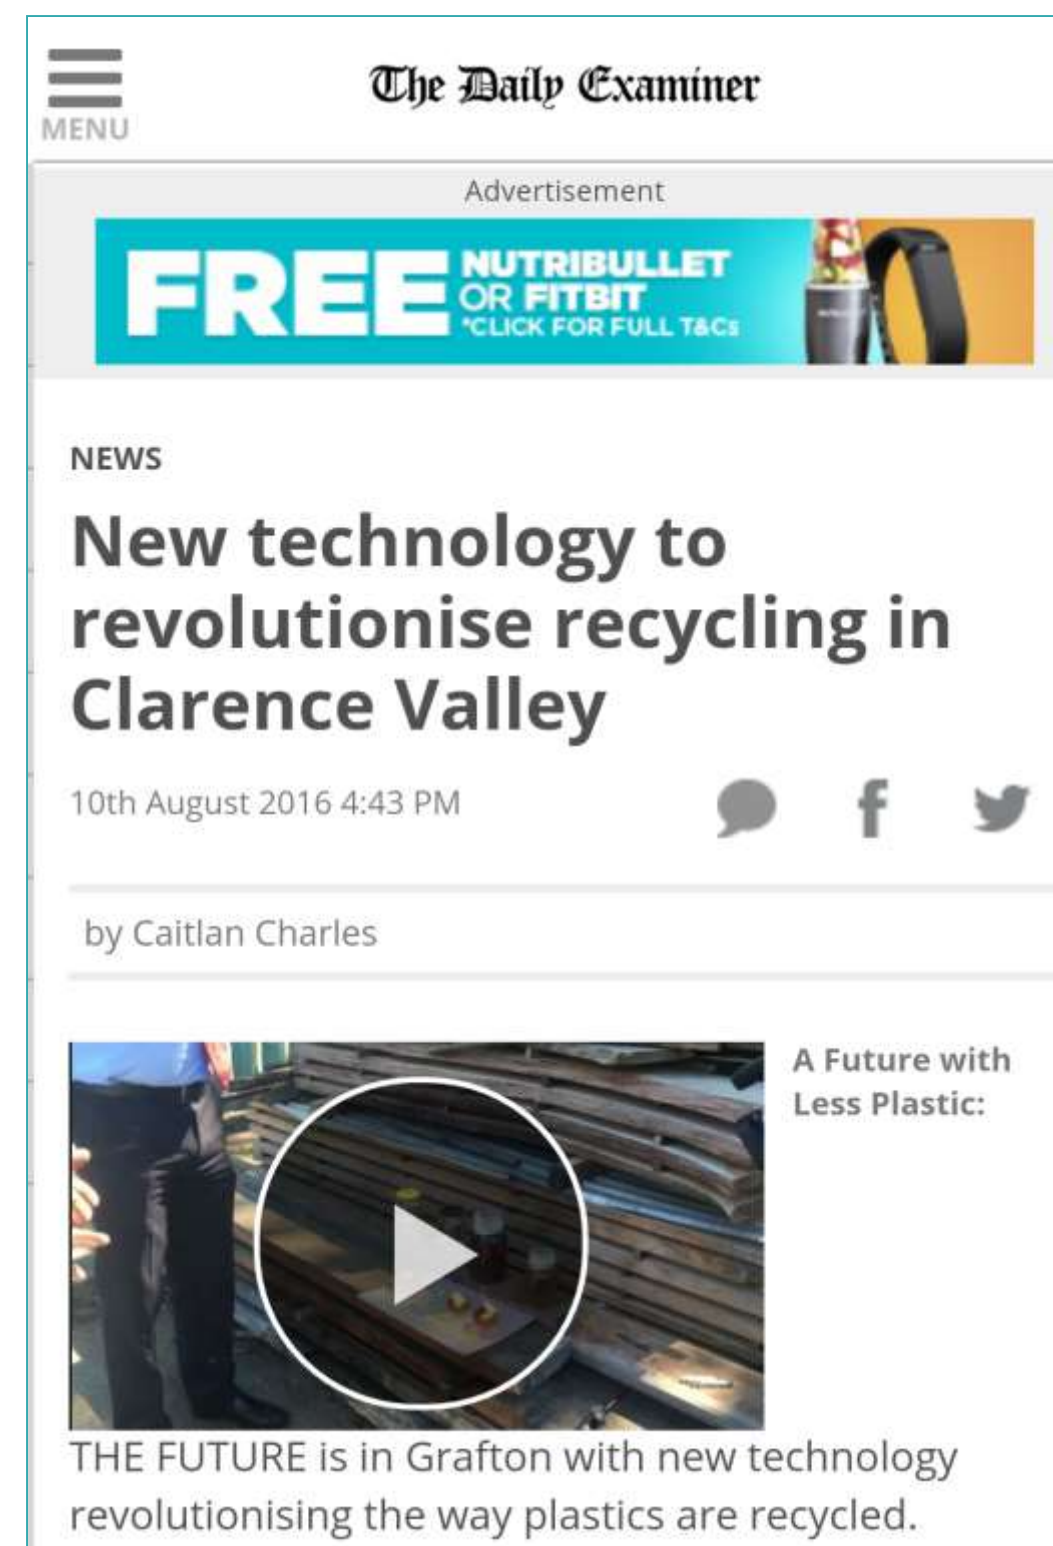 The Daily Examiner
MENU
Advertisement
FREE
NUTRIBULLET
OR FITBIT
*CLICK FOR FULL T&Cs
NEWS
New technology to
revolutionise recycling in
Clarence Valley
10th August 2016 4:43 PM
by Caitlan Charles
A Future with
Less Plastic:
THE FUTURE is in Grafton with new technology
revolutionising the way plastics are recycled.